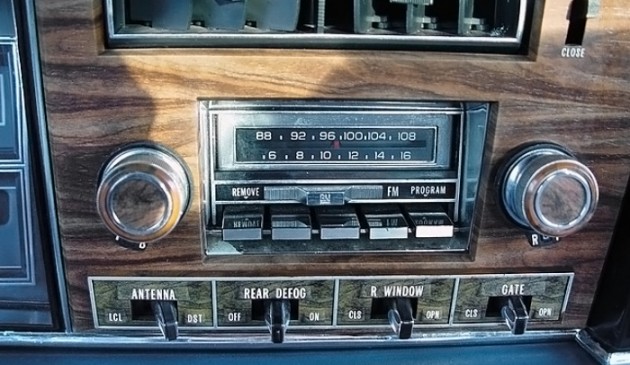 CLOSE
88 92 96 100 104 108
6 8 10 12 14 16
REMOVE FM PROGRAM
R
ANTENNA REAR DEFOG R WINDOW GATE
LCL DST OFF ON CLS OPN CLS OPN